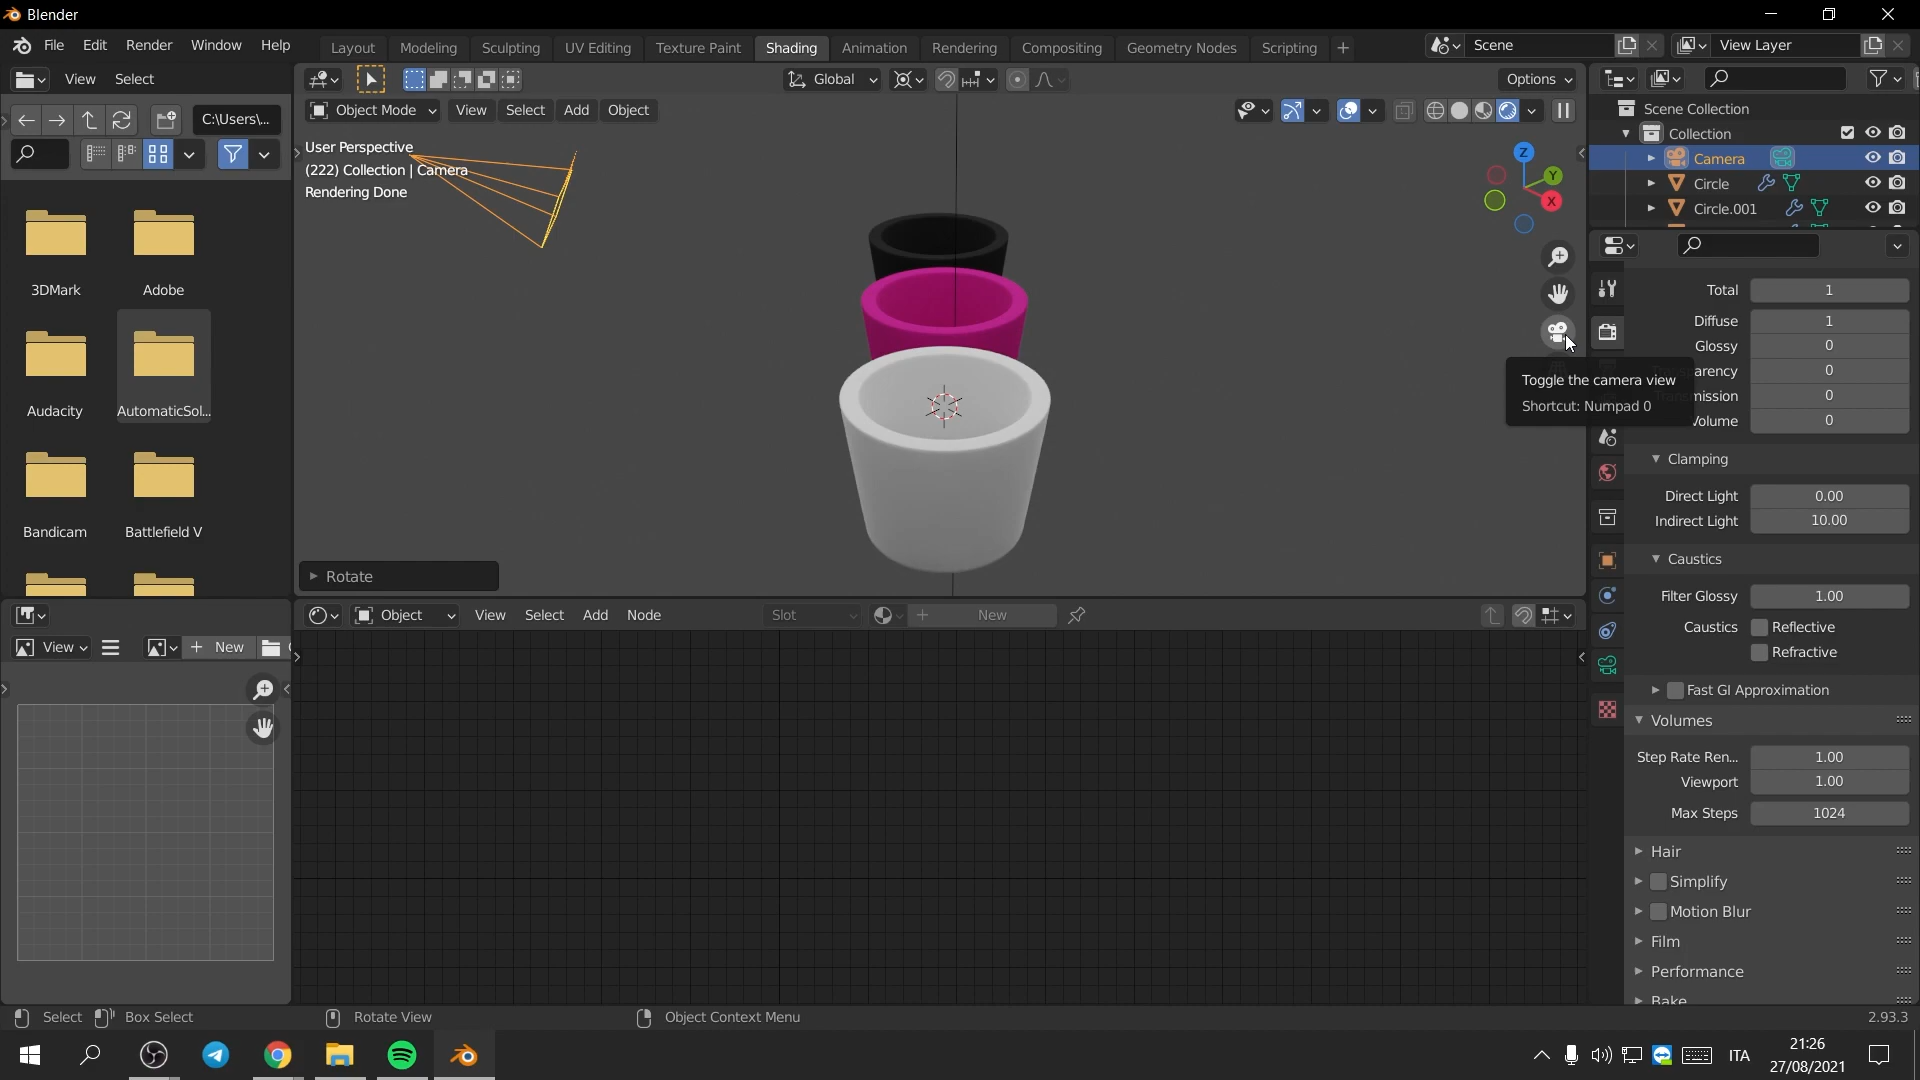 Blender
File Edit Render Window Help
Layout Modeling Sculpting UV Editing Texture Paint Shading Animation Rendering Compositing Geometry Nodes Scripting
Scene
View Layer
View Select
Global
Options
C:\Users\...
Object Mode View Select Add Object
User Perspective
(222) Collection | Camera
Rendering Done
3DMark
Adobe
Audacity
AutomaticSol...
Bandicam
Battlefield V
Z
Y
X
Toggle the camera view
Shortcut: Numpad 0
Rotate
Scene Collection
Collection
Camera
Circle
Circle.001
Total 1
Diffuse 1
Glossy 0
arency 0
mission 0
olume 0
Clamping
Direct Light 0.00
Indirect Light 10.00
Caustics
Filter Glossy 1.00
Caustics Reflective
Refractive
Fast GI Approximation
Volumes
Step Rate Ren... 1.00
Viewport 1.00
Max Steps 1024
Hair
Simplify
Motion Blur
Film
Performance
Bake
View New
Object View Select Add Node Slot New
Select Box Select Rotate View Object Context Menu 2.93.3
ITA
21:26
27/08/2021